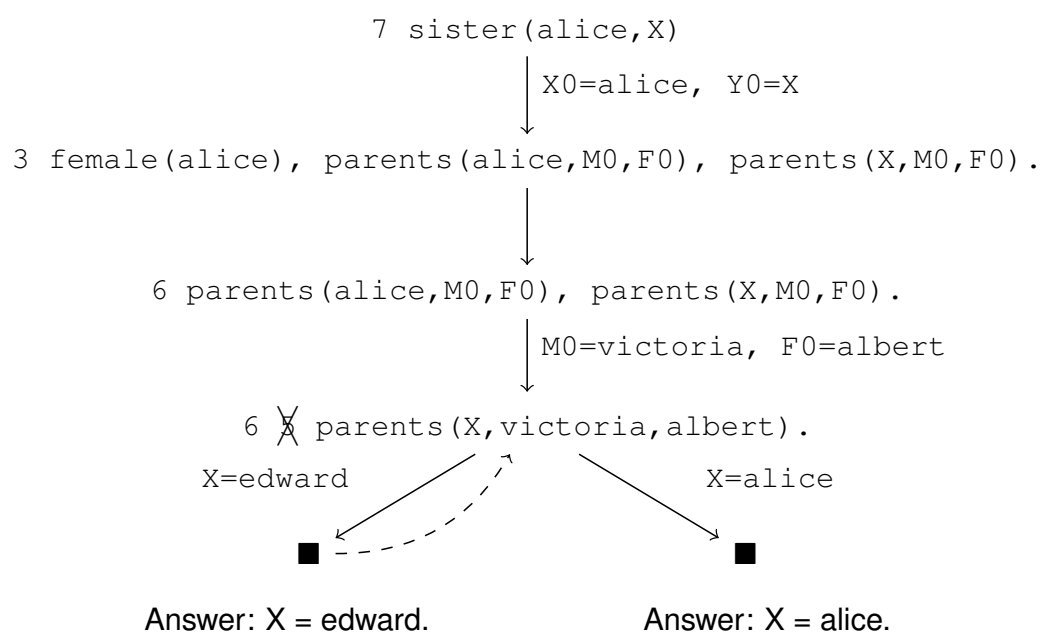 7 sister(alice,X)
X0=alice, Y0=X
3 female(alice), parents(alice,M0,F0), parents(X,M0,F0).
6 parents(alice,M0,F0), parents(X,M0,F0).
M0=victoria, F0=albert
6 5 parents(X,victoria,albert).
X=edward X=alice
Answer: X = edward. Answer: X = alice.